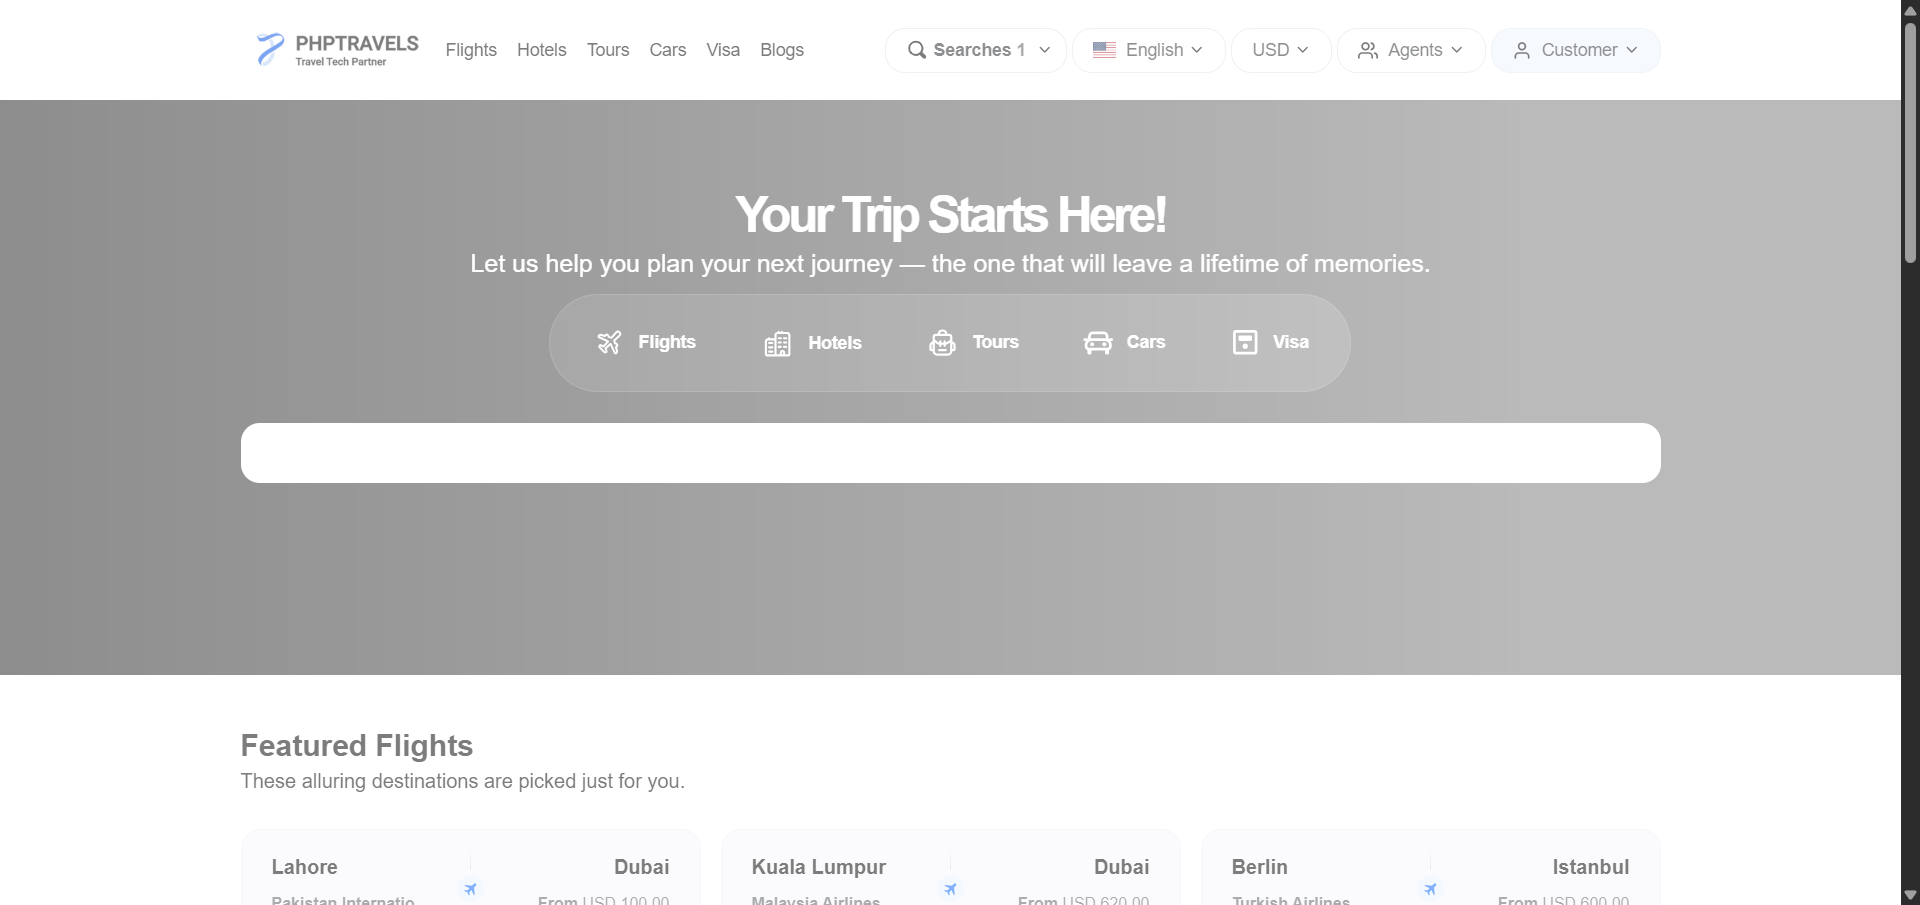 PHPTRAVELS
Travel Tech Partner
Flights Hotels Tours Cars Visa Blogs
Searches 1
English
USD
Agents
Customer
Your Trip Starts Here!
Let us help you plan your next journey — the one that will leave a lifetime of memories.
Flights
Hotels
Tours
Cars
Visa
Featured Flights
These alluring destinations are picked just for you.
Lahore Dubai
Pakistan Internatio From USD 100.00
Kuala Lumpur Dubai
Malaysia Airlines From USD 620.00
Berlin Istanbul
Turkish Airlines From USD 600.00